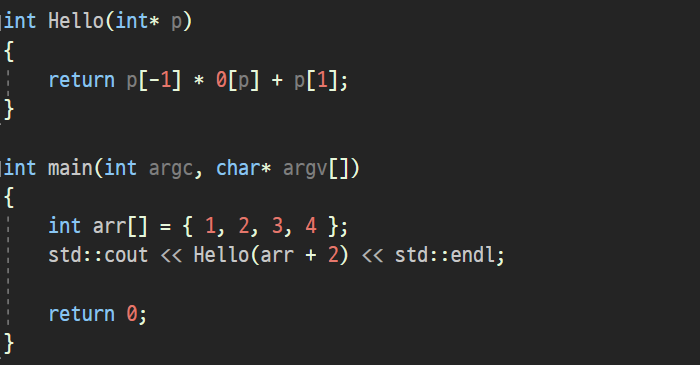 int Hello(int* p)
{
    return p[-1] * 0[p] + p[1];
}

int main(int argc, char* argv[])
{
    int arr[] = { 1, 2, 3, 4 };
    std::cout << Hello(arr + 2) << std::endl;

    return 0;
}